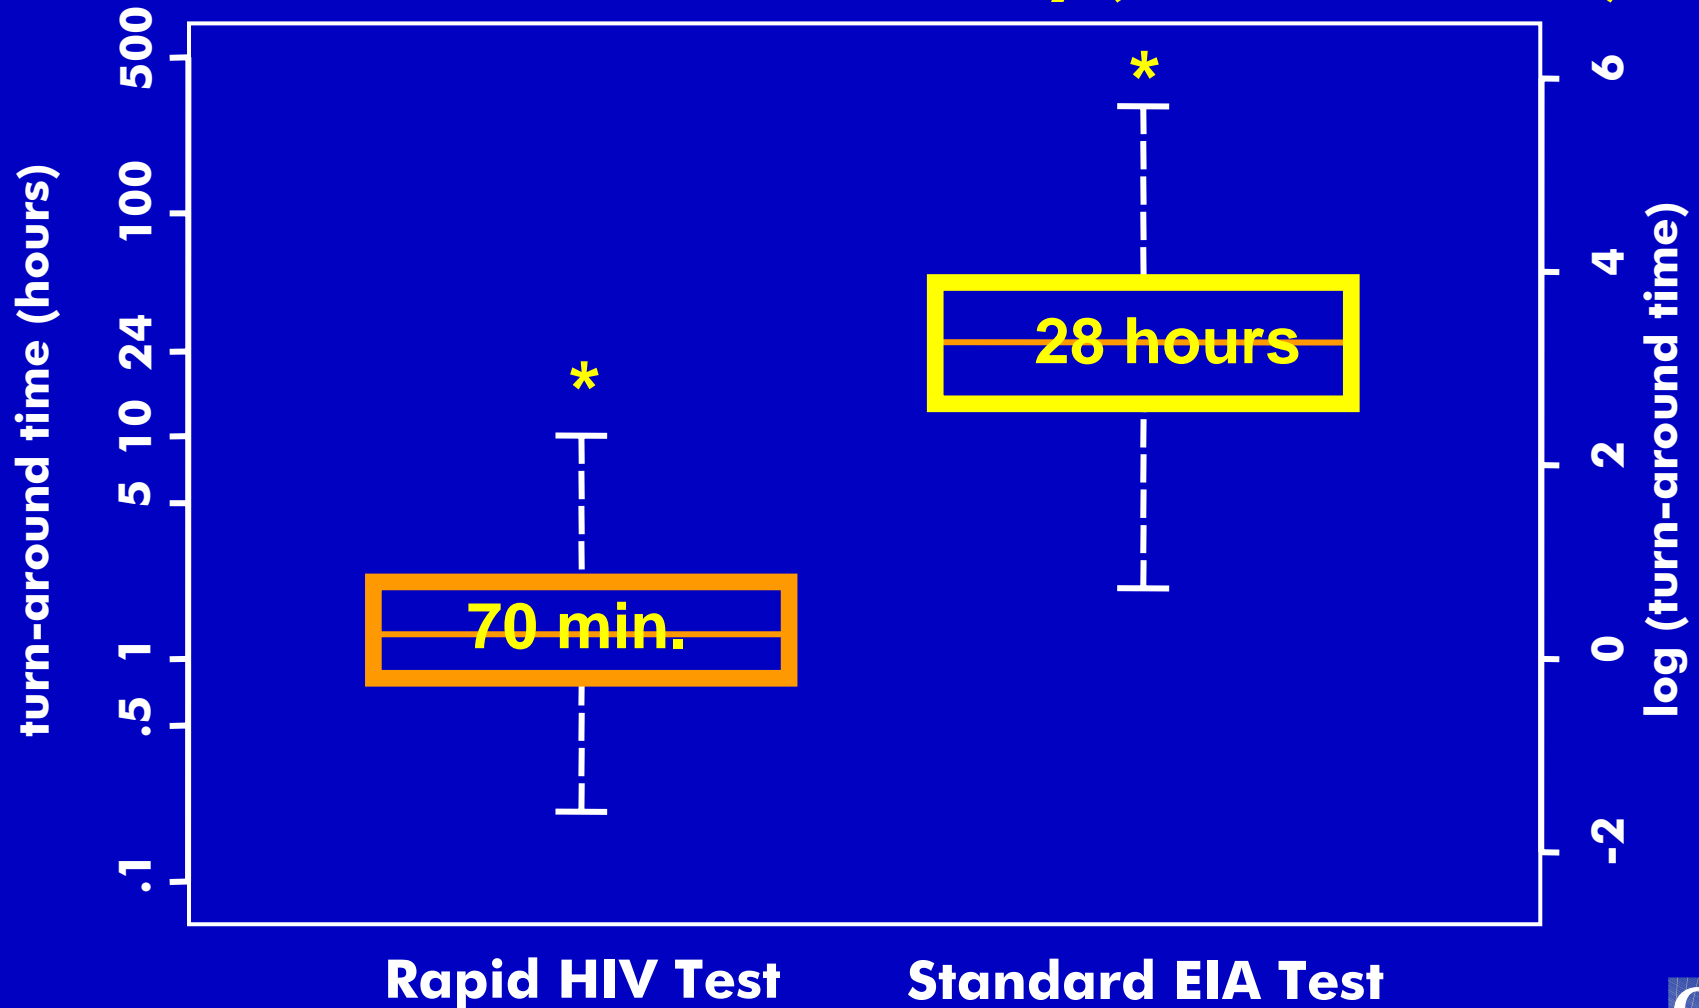 turn-around time (hours)
500
100
24
10
5
1
.5
.1
*
*
28 hours
70 min.
6
4
2
0
-2
log (turn-around time)
Rapid HIV Test
Standard EIA Test